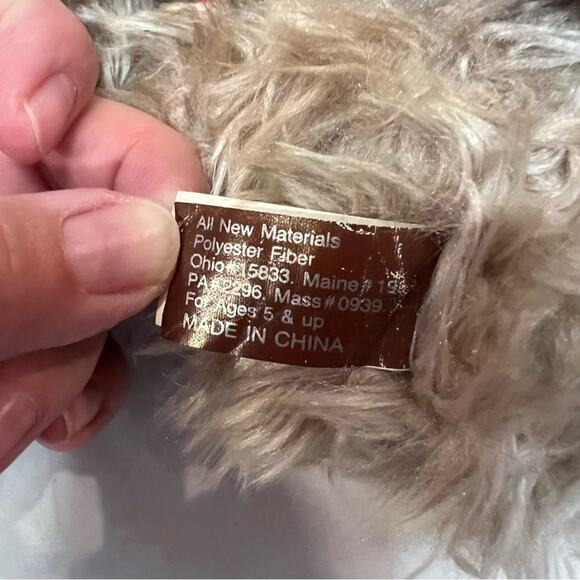 All New Materials
Polyester Fiber
Ohio# 15833. Maine#
PA# 2296. Mass#0939.
For Ages 5 & up
MADE IN CHINA